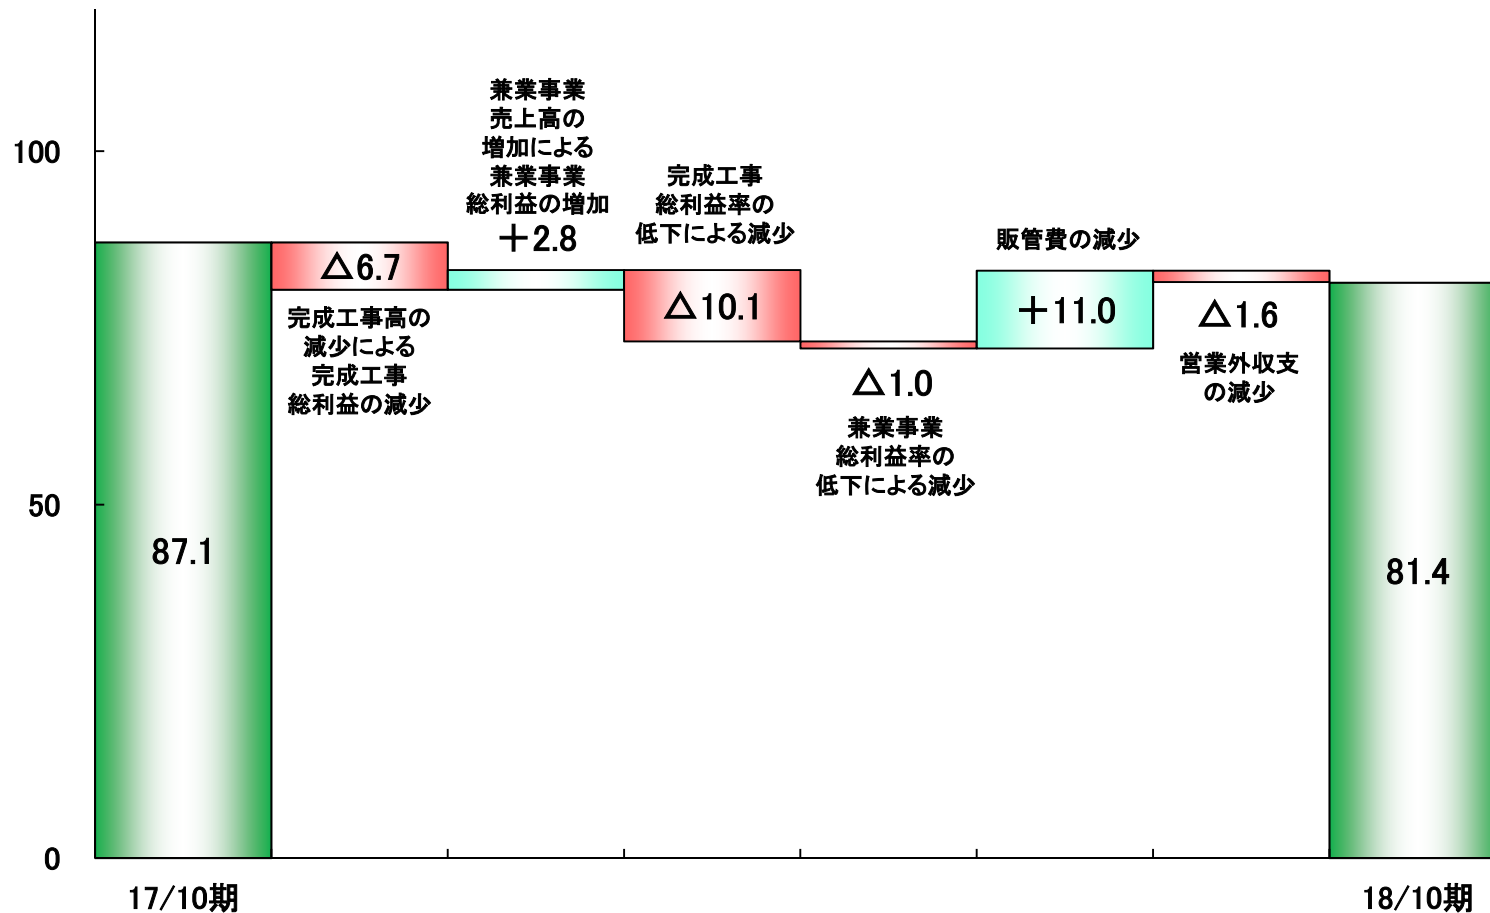 100
50
0
87.1
△6.7
完成工事高の
減少による
完成工事
総利益の減少
兼業事業
売上高の
増加による
兼業事業
総利益の増加
＋2.8
完成工事
総利益率の
低下による減少
△10.1
△1.0
兼業事業
総利益率の
低下による減少
販管費の減少
＋11.0
△1.6
営業外収支
の減少
81.4
17/10期
18/10期